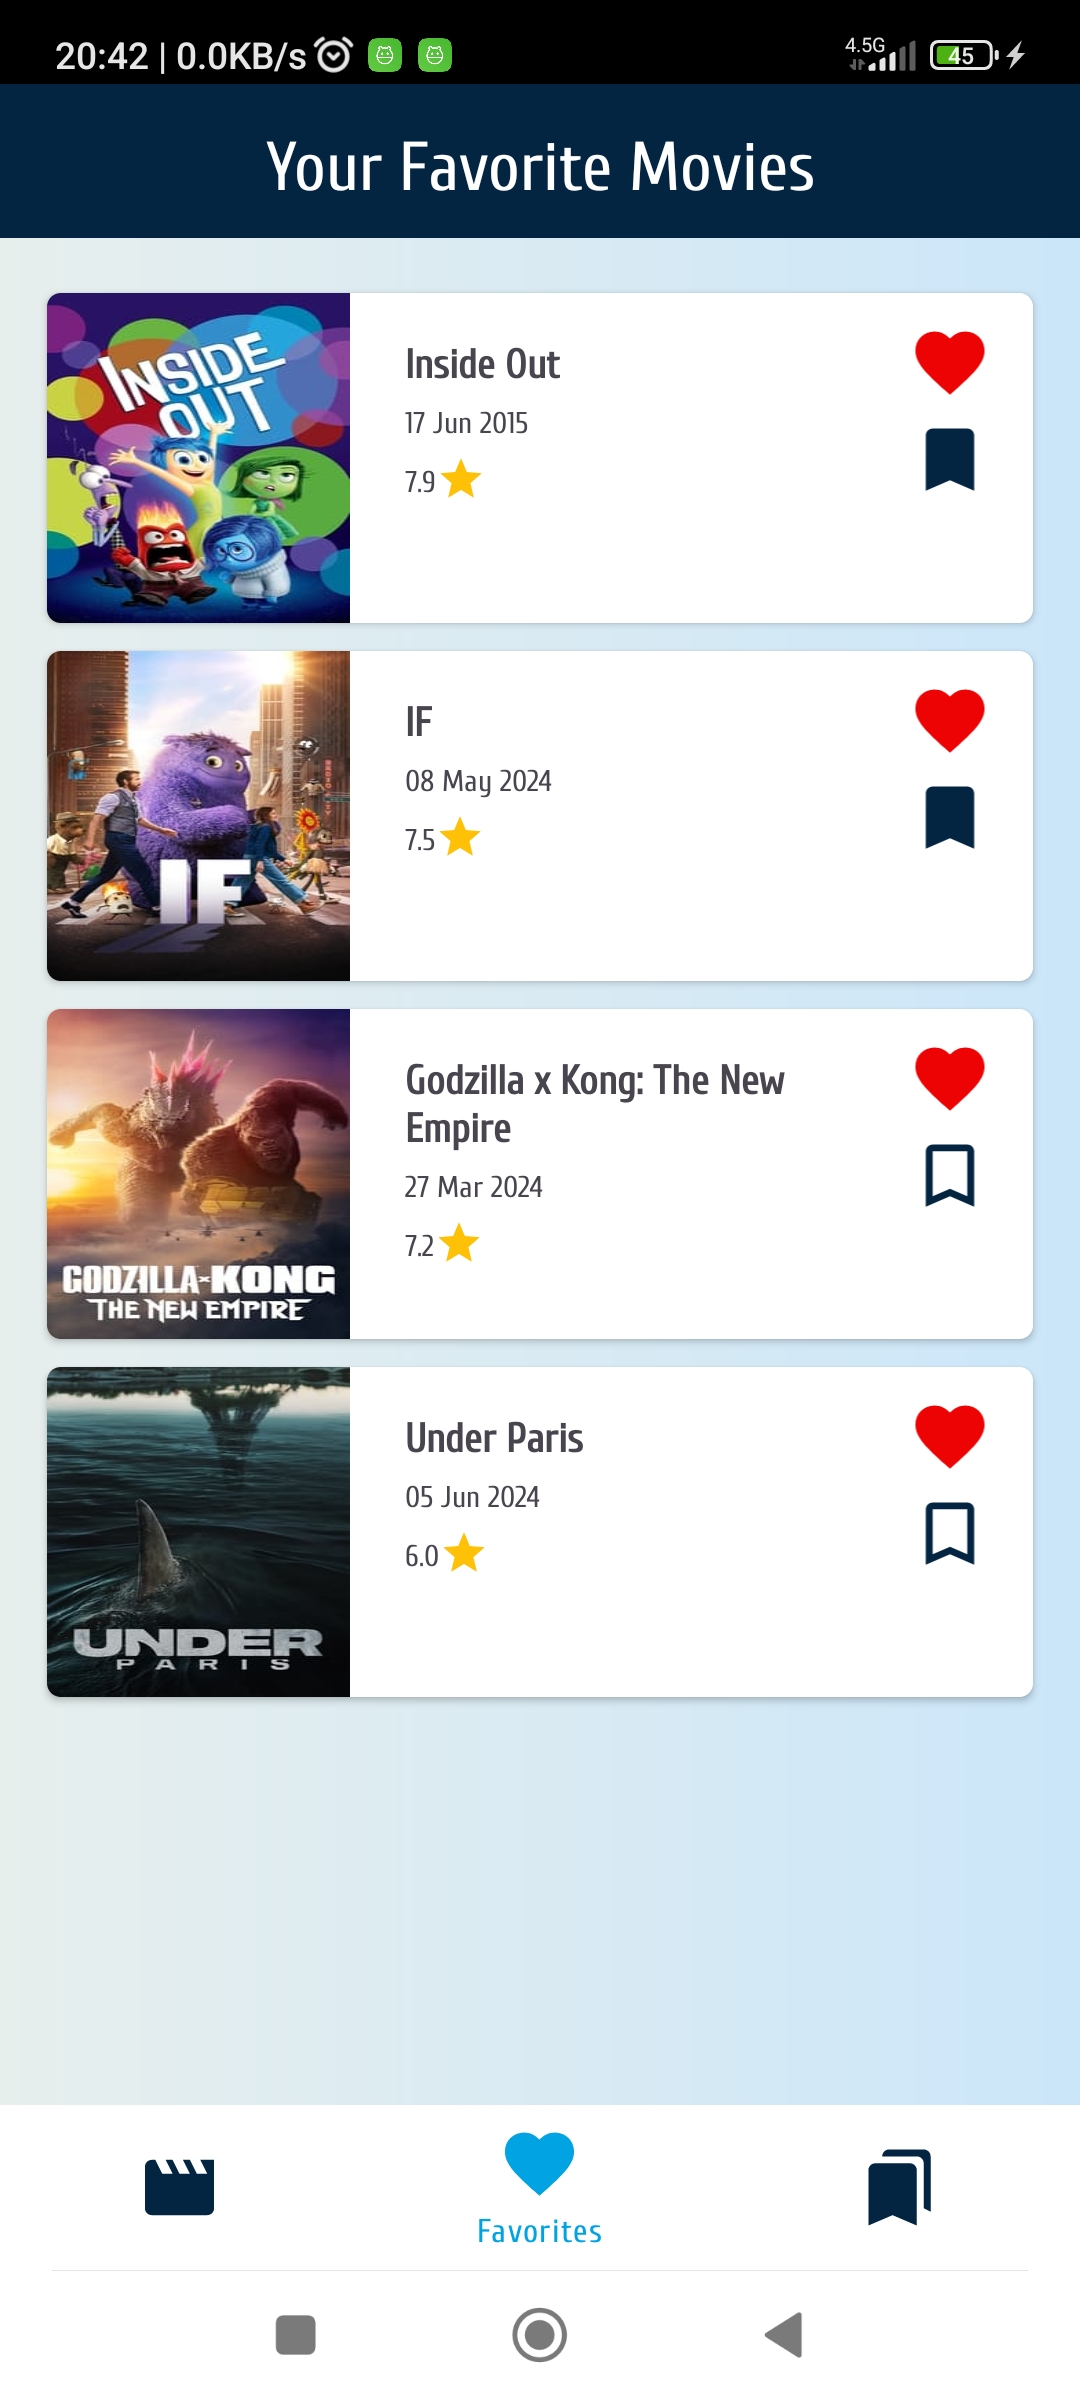 20:42 | 0.0KB/s
4.5G
45
Your Favorite Movies
INSIDE
OUT
Inside Out
17 Jun 2015
7.9
IF
IF
08 May 2024
7.5
GODZILLA x KONG
THE NEW EMPIRE
Godzilla x Kong: The New
Empire
27 Mar 2024
7.2
UNDER
PARIS
Under Paris
05 Jun 2024
6.0
Favorites